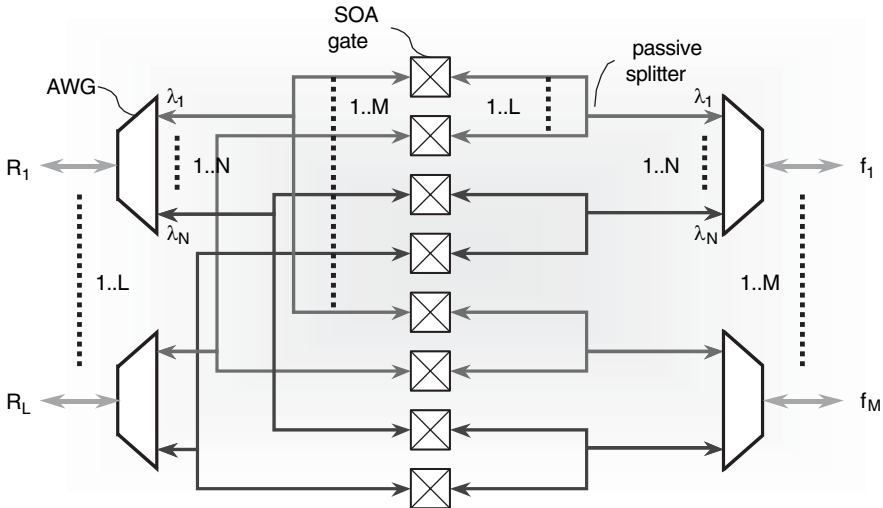 SOA
gate
passive
splitter
AWG
λ1
1..M
1..L
λ1
R1
1..N
1..N
f1
λN
λN
1..L
1..M
RL
fM